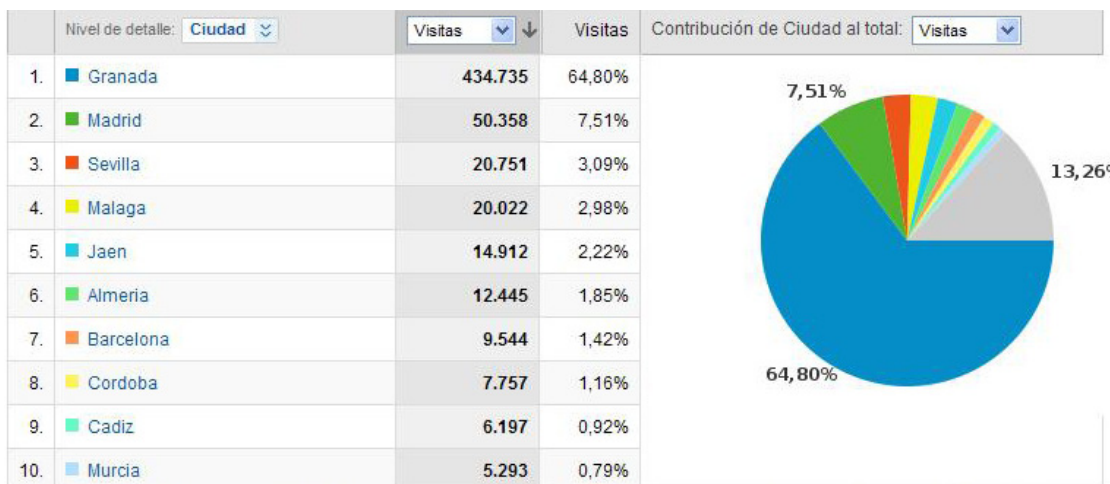 Nivel de detalle: Ciudad Visitas Visitas Contribución de Ciudad al total: Visitas
1. Granada 434.735 64,80%
2. Madrid 50.358 7,51%
3. Sevilla 20.751 3,09%
4. Malaga 20.022 2,98%
5. Jaen 14.912 2,22%
6. Almeria 12.445 1,85%
7. Barcelona 9.544 1,42%
8. Cordoba 7.757 1,16%
9. Cadiz 6.197 0,92%
10. Murcia 5.293 0,79%
7,51%
13,26%
64,80%